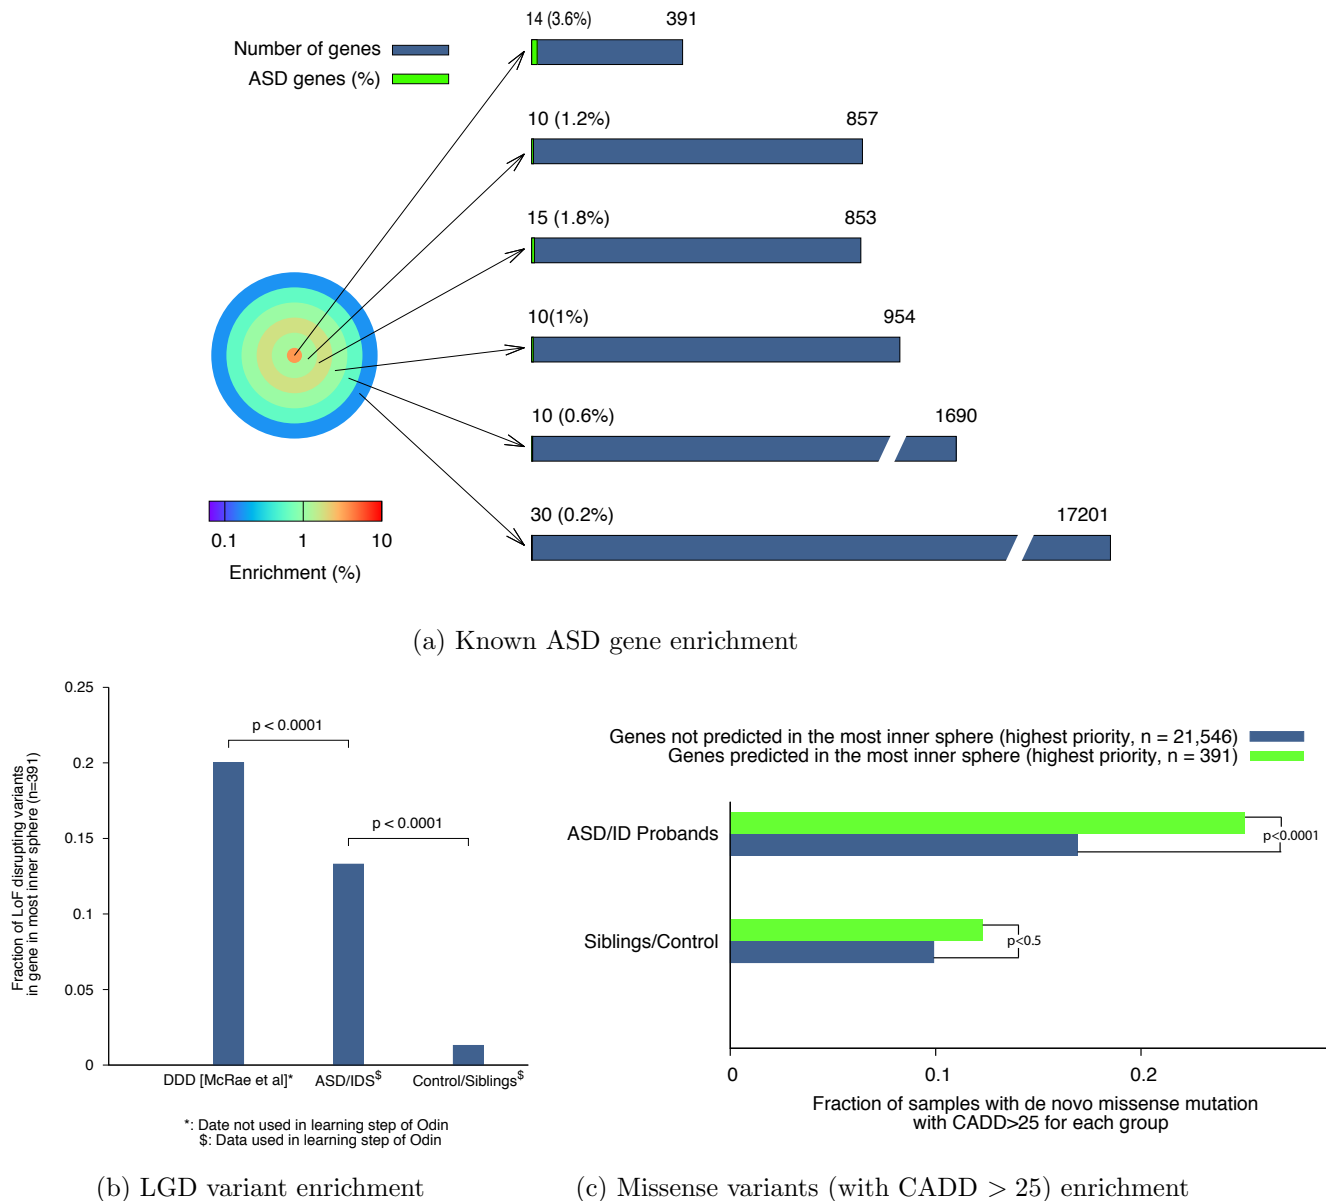 14 (3.6%) 391
Number of genes
ASD genes (%)
10 (1.2%) 857
15 (1.8%) 853
10(1%) 954
10 (0.6%) 1690
30 (0.2%) 17201
0.1 1 10
Enrichment (%)
(a) Known ASD gene enrichment
Fraction of LoF disrupting variants
in gene in most inner sphere (n=391)
0.25
0.2
0.15
0.1
0.05
0
p < 0.0001
p < 0.0001
DDD [McRae et al]* ASD/IDS$ Control/Siblings$
*: Date not used in learning step of Odin
$: Data used in learning step of Odin
(b) LGD variant enrichment
Genes not predicted in the most inner sphere (highest priority, n = 21,546)
Genes predicted in the most inner sphere (highest priority, n = 391)
ASD/ID Probands
p<0.0001
Siblings/Control
p<0.5
0 0.1 0.2
Fraction of samples with de novo missense mutation
with CADD>25 for each group
(c) Missense variants (with CADD > 25) enrichment